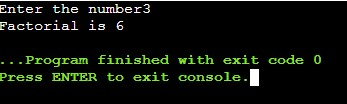 Enter the number3
Factorial is 6
...Program finished with exit code 0
Press ENTER to exit console.